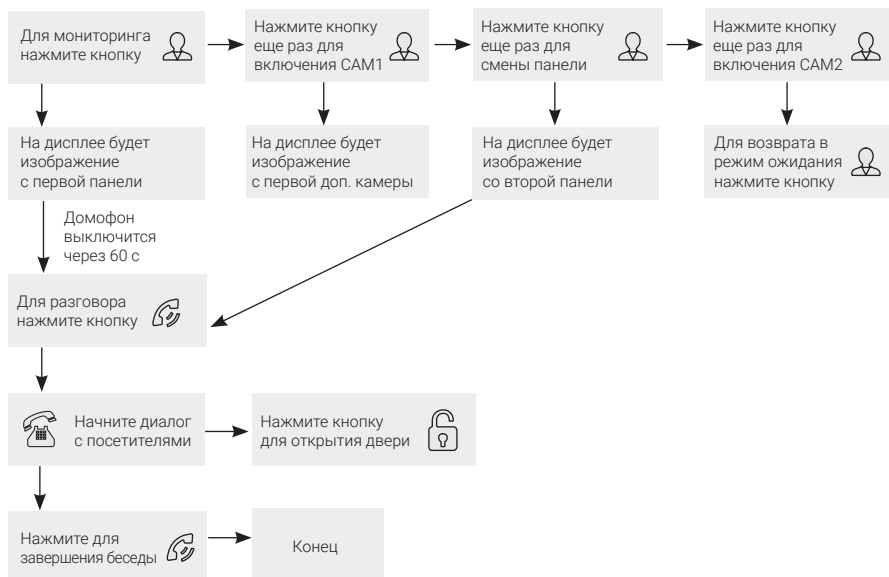 Для мониторинга
нажмите кнопку
Нажмите кнопку
еще раз для
включения CAM1
Нажмите кнопку
еще раз для
смены панели
Нажмите кнопку
еще раз для
включения CAM2
На дисплее будет
изображение
с первой панели
На дисплее будет
изображение
с первой доп. камеры
На дисплее будет
изображение
со второй панели
Для возврата в
режим ожидания
нажмите кнопку
Домофон
выключится
через 60 с
Для разговора
нажмите кнопку
Начните диалог
с посетителями
Нажмите кнопку
для открытия двери
Нажмите для
завершения беседы
Конец